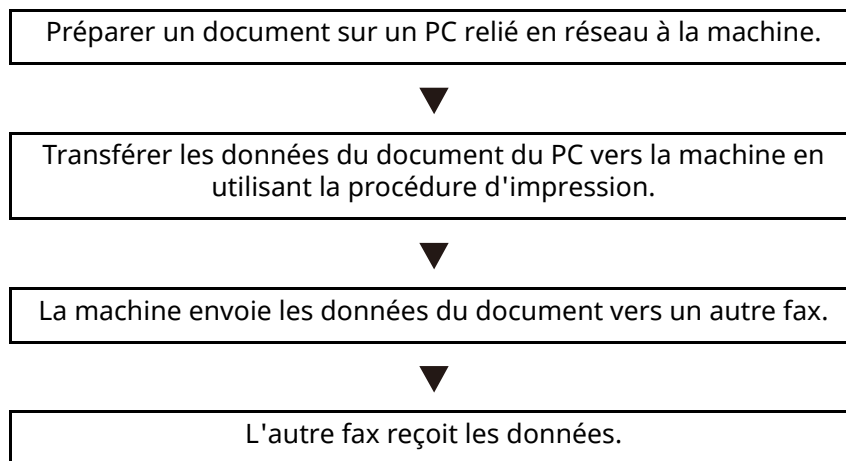 Préparer un document sur un PC relié en réseau à la machine.
Transférer les données du document du PC vers la machine en
utilisant la procédure d'impression.
La machine envoie les données du document vers un autre fax.
L'autre fax reçoit les données.